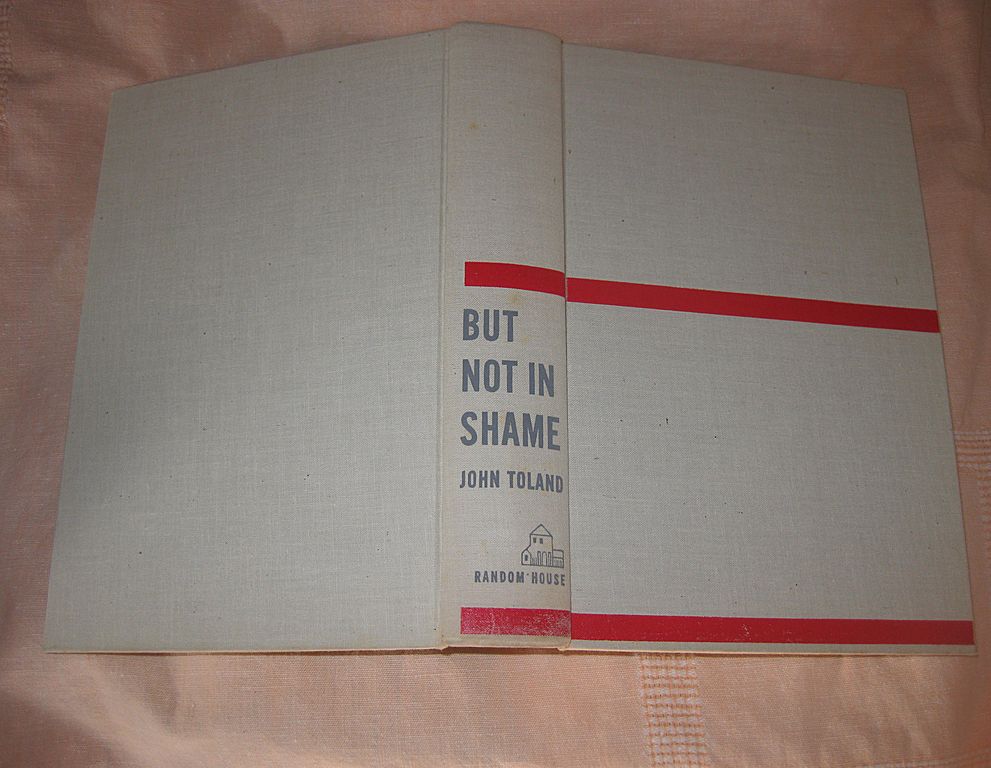 BUT
NOT IN
SHAME
JOHN TOLAND
RANDOM HOUSE